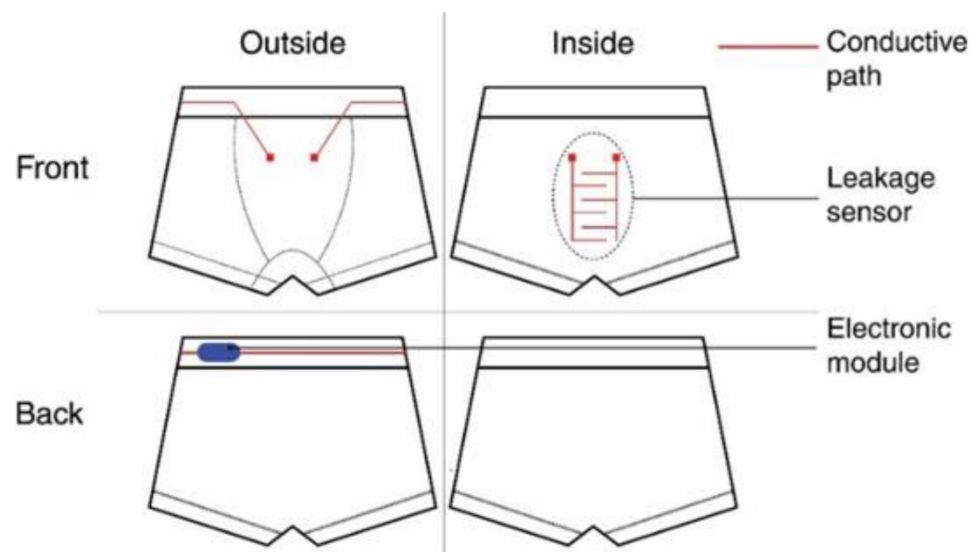 Outside
Inside
Conductive
path
Front
Leakage
sensor
Electronic
module
Back